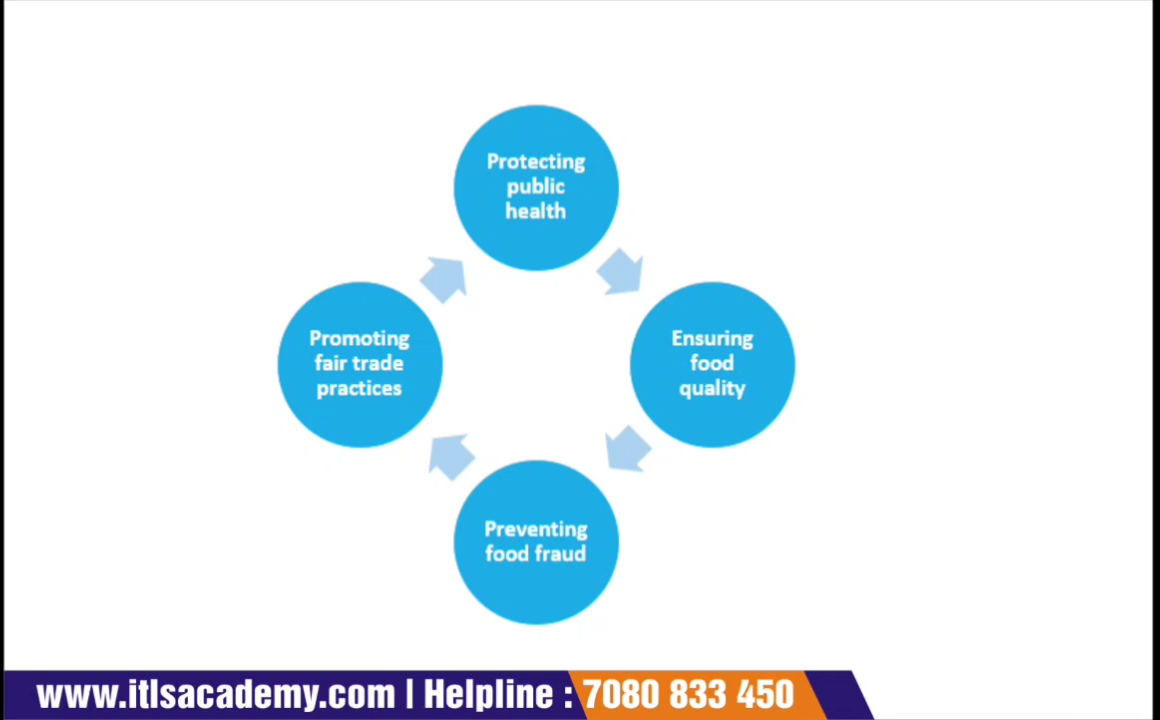 Protecting
public
health
Ensuring
food
quality
Preventing
food fraud
Promoting
fair trade
practices
www.itlsacademy.com | Helpline : 7080 833 450